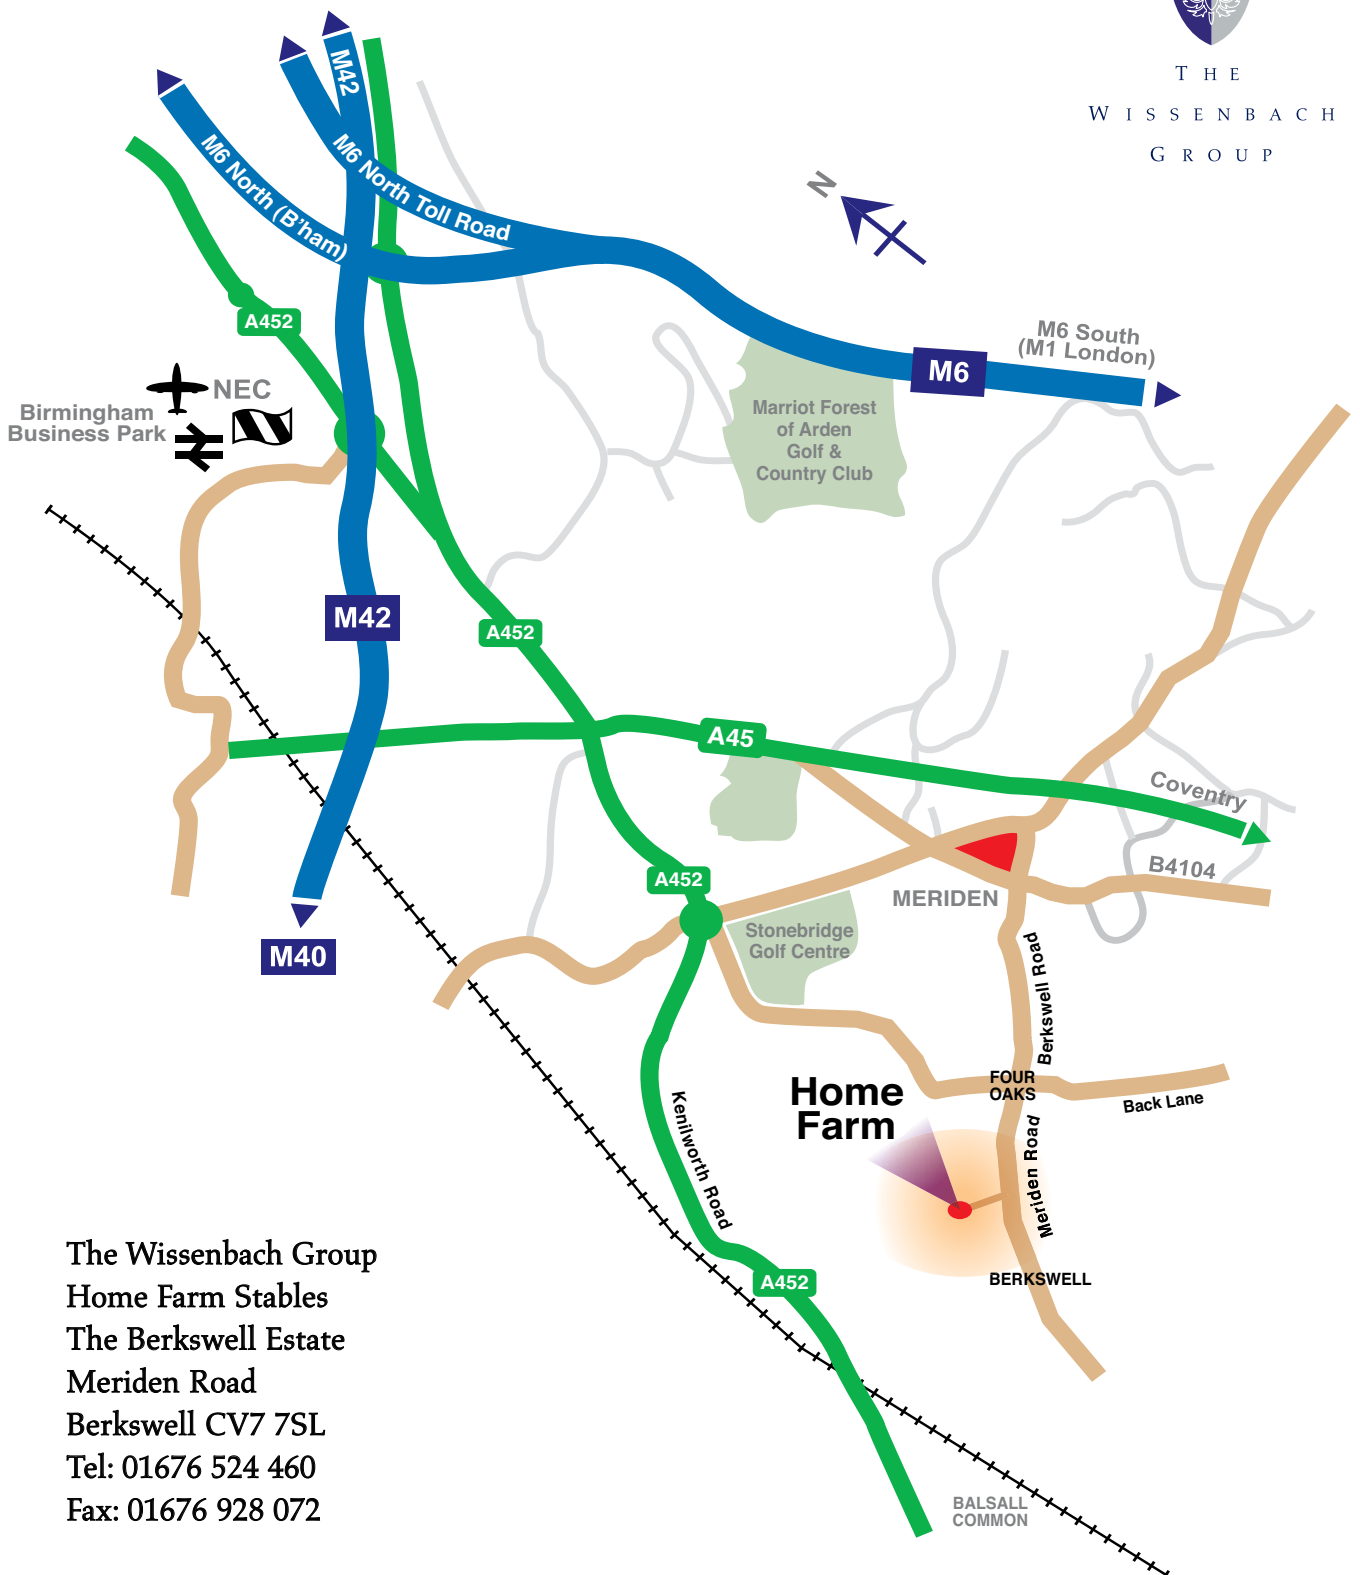 THE
WISSENBACH
GROUP
M42
M6 North Toll Road
M6 North (B'ham)
N
A452
M6 South
(M1 London)
M6
NEC
Birmingham
Business Park
Marriot Forest
of Arden
Golf &
Country Club
M42
A452
A45
Coventry
B4104
A452
MERIDEN
Stonebridge
Golf Centre
M40
Berkswell Road
Home
Farm
FOUR
OAKS
Back Lane
Kenilworth Road
Meriden Road
BERKSWELL
A452
The Wissenbach Group
Home Farm Stables
The Berkswell Estate
Meriden Road
Berkswell CV7 7SL
Tel: 01676 524 460
Fax: 01676 928 072
BALSALL
COMMON